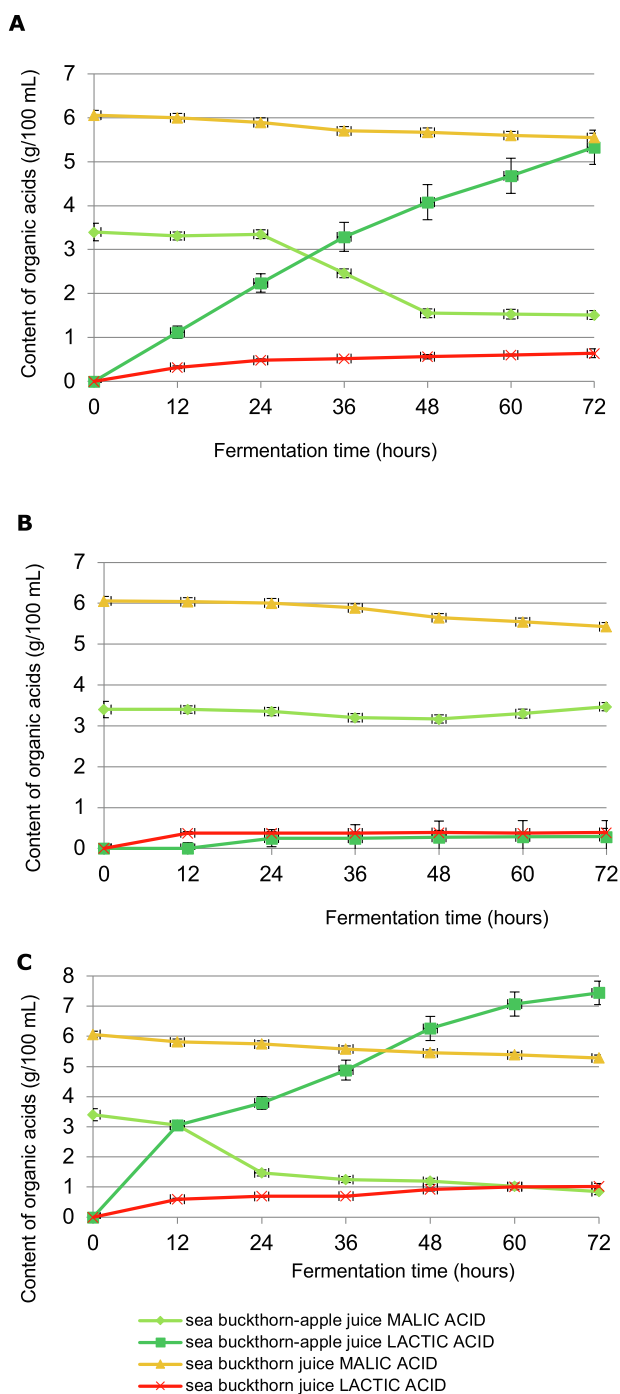 A
Content of organic acids (g/100 mL)
7
6
5
4
3
2
1
0
0 12 24 36 48 60 72
Fermentation time (hours)
B
Content of organic acids (g/100 mL)
7
6
5
4
3
2
1
0
0 12 24 36 48 60 72
Fermentation time (hours)
C
Content of organic acids (g/100 mL)
8
7
6
5
4
3
2
1
0
0 12 24 36 48 60 72
Fermentation time (hours)
sea buckthorn-apple juice MALIC ACID
sea buckthorn-apple juice LACTIC ACID
sea buckthorn juice MALIC ACID
sea buckthorn juice LACTIC ACID